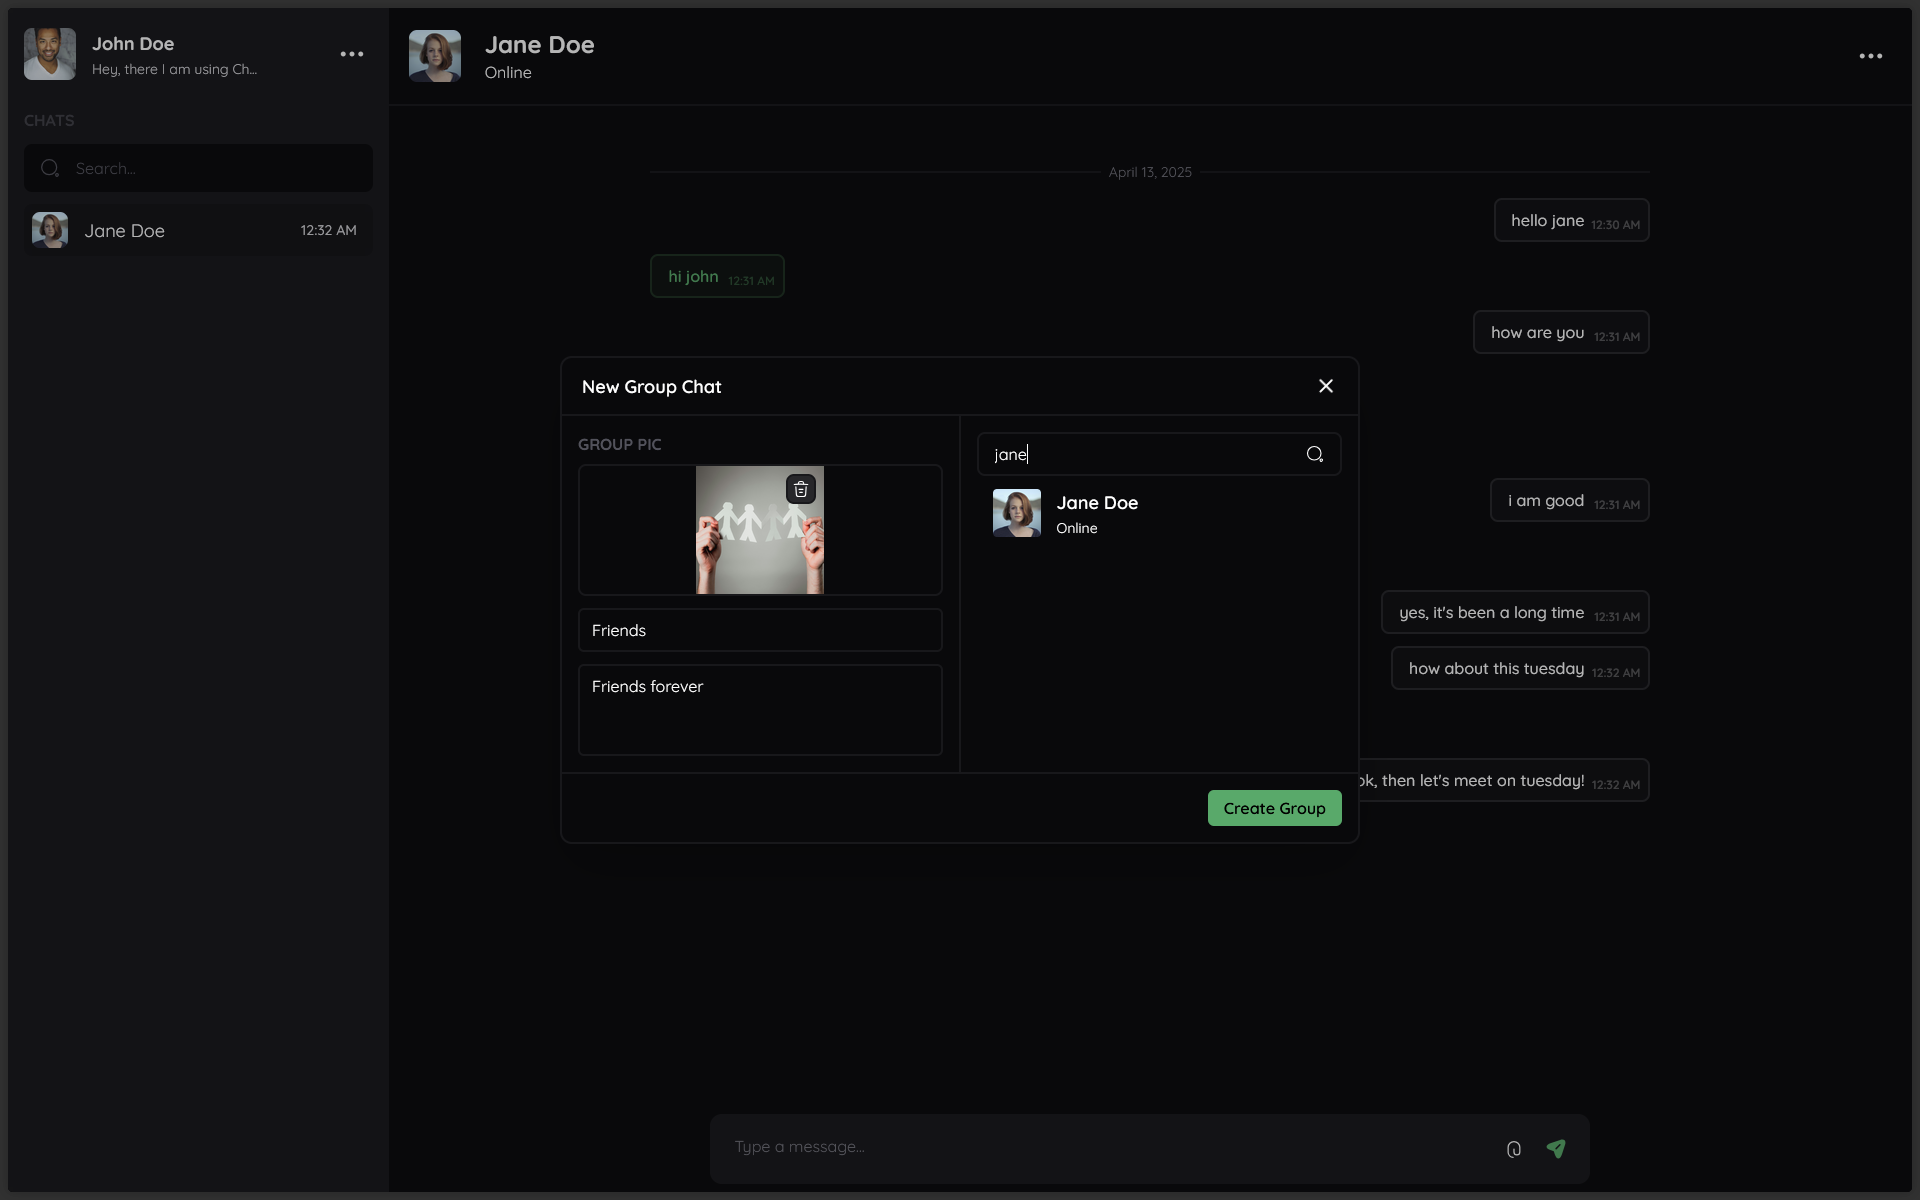 John Doe
Hey, there I am using Ch...
CHATS
Search...
Jane Doe 12:32 AM
Jane Doe
Online
April 13, 2025
hello jane 12:30 AM
hi john 12:31 AM
how are you 12:31 AM
New Group Chat
GROUP PIC
Friends
Friends forever
jane
Jane Doe
Online
Create Group
i am good 12:31 AM
yes, it's been a long time 12:31 AM
how about this tuesday 12:32 AM
ok, then let's meet on tuesday! 12:32 AM
Type a message...